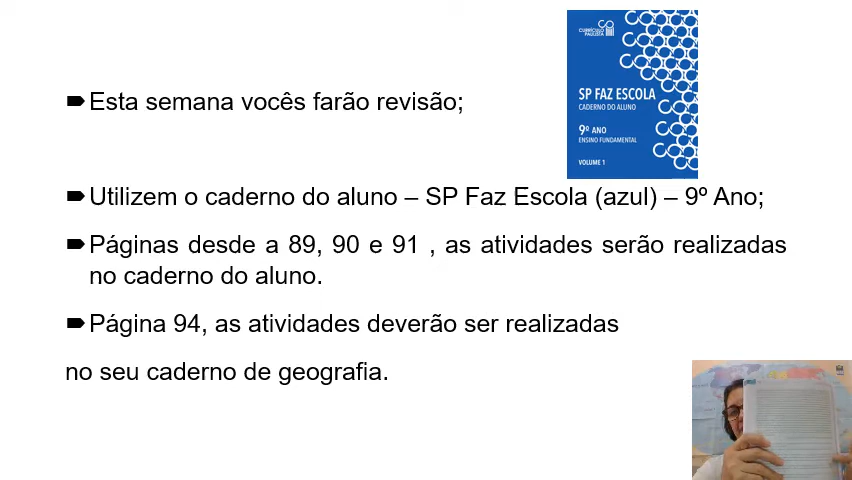 CURRÍCULO
PAULISTA
SP FAZ ESCOLA
CADERNO DO ALUNO
9º ANO
ENSINO FUNDAMENTAL
VOLUME 1
Esta semana vocês farão revisão;
Utilizem o caderno do aluno – SP Faz Escola (azul) – 9º Ano;
Páginas desde a 89, 90 e 91 , as atividades serão realizadas
no caderno do aluno.
Página 94, as atividades deverão ser realizadas
no seu caderno de geografia.